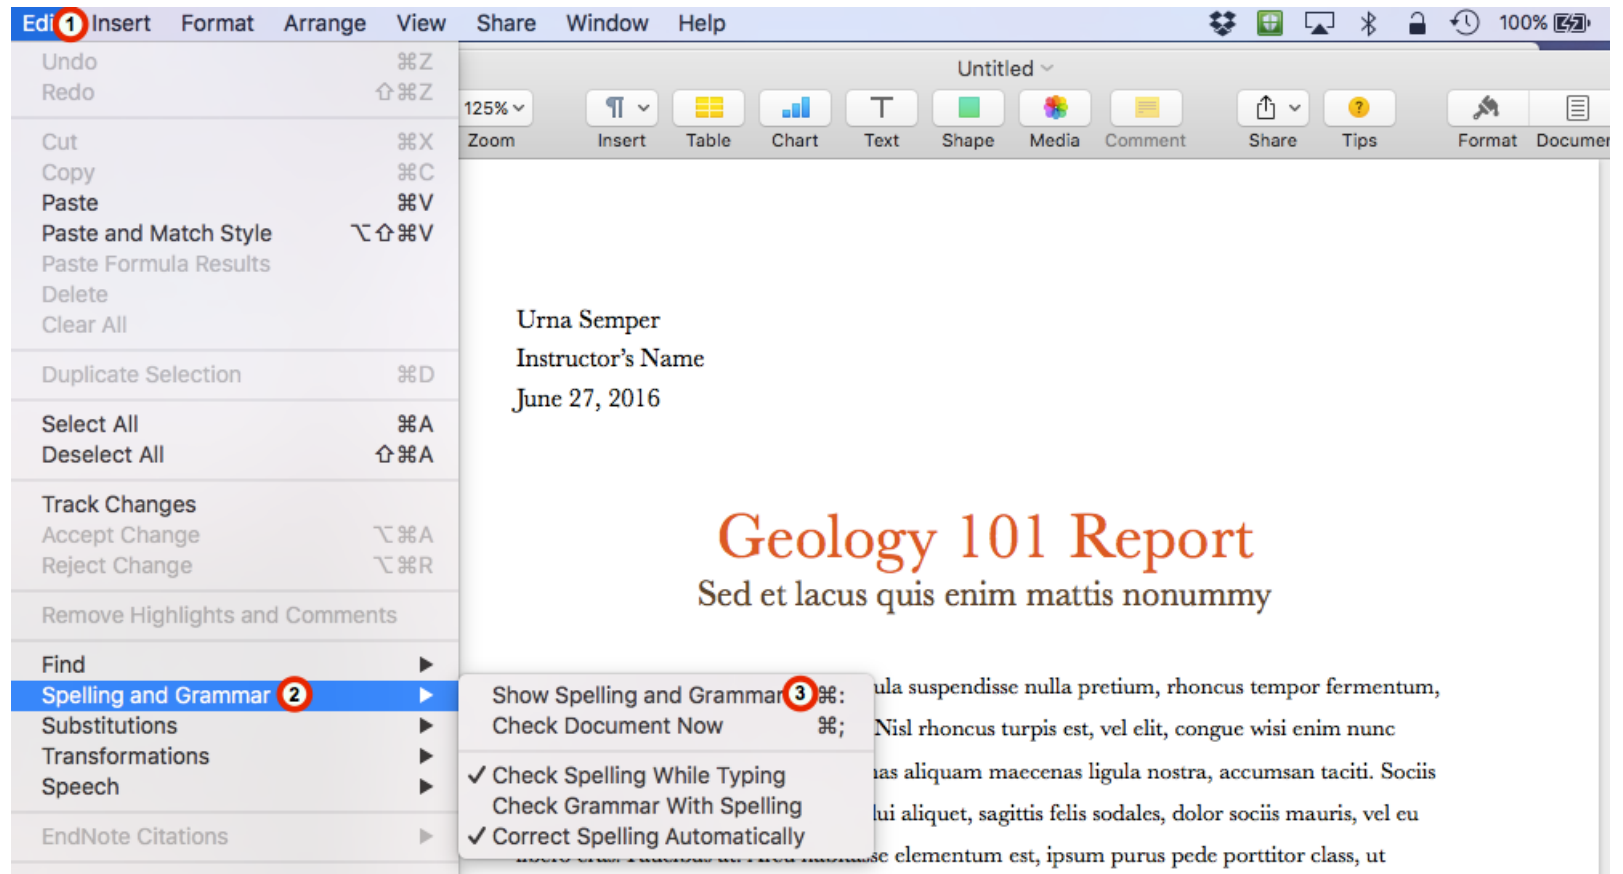 Edi 1 Insert Format Arrange View Share Window Help 100%
Undo ⌘Z
Redo ⇧⌘Z
Cut ⌘X
Copy ⌘C
Paste ⌘V
Paste and Match Style ⌥⇧⌘V
Paste Formula Results
Delete
Clear All
Duplicate Selection ⌘D
Select All ⌘A
Deselect All ⇧⌘A
Track Changes
Accept Change ⌥⌘A
Reject Change ⌥⌘R
Remove Highlights and Comments
Find ▶
Spelling and Grammar 2 ▶
Substitutions ▶
Transformations ▶
Speech ▶
EndNote Citations ▶
Show Spelling and Grammar 3 ⌘:
Check Document Now ⌘;
✓ Check Spelling While Typing
Check Grammar With Spelling
✓ Correct Spelling Automatically
Untitled
125%
Zoom Insert Table Chart Text Shape Media Comment Share Tips Format Documen
Urna Semper
Instructor's Name
June 27, 2016
Geology 101 Report
Sed et lacus quis enim mattis nonummy
ula suspendisse nulla pretium, rhoncus tempor fermentum,
Nisl rhoncus turpis est, vel elit, congue wisi enim nunc
nas aliquam maecenas ligula nostra, accumsan taciti. Sociis
lui aliquet, sagittis felis sodales, dolor sociis mauris, vel eu
elementum est, ipsum purus pede porttitor class, ut